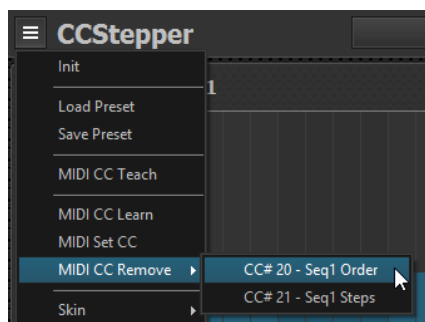 CCStepper
Init
1
Load Preset
Save Preset
MIDI CC Teach
MIDI CC Learn
MIDI Set CC
MIDI CC Remove
CC# 20 - Seq1 Order
CC# 21 - Seq1 Steps
Skin